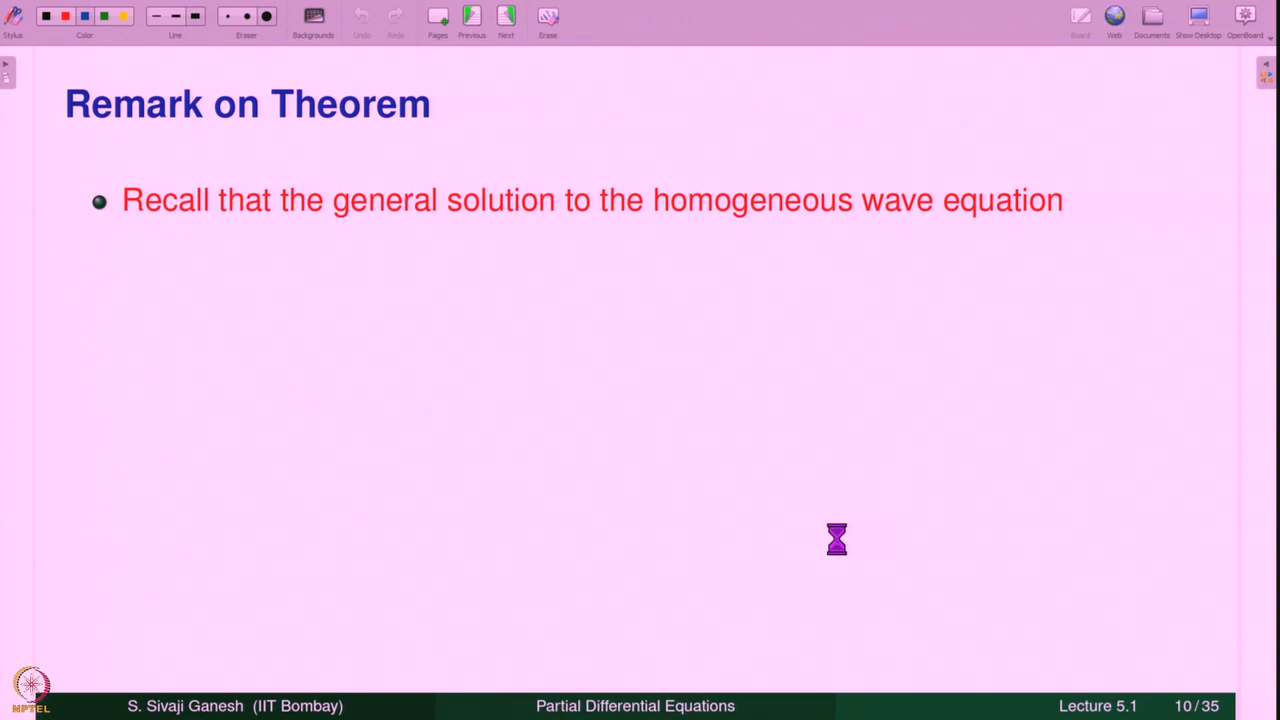 Stylus
Color
Line
Eraser
Backgrounds
Undo
Redo
Pages
Previous
Next
Erase
Board
Web
Documents
Show Desktop
OpenBoard
Remark on Theorem
Recall that the general solution to the homogeneous wave equation
NPTEL
S. Sivaji Ganesh (IIT Bombay)
Partial Differential Equations
Lecture 5.1
10/35